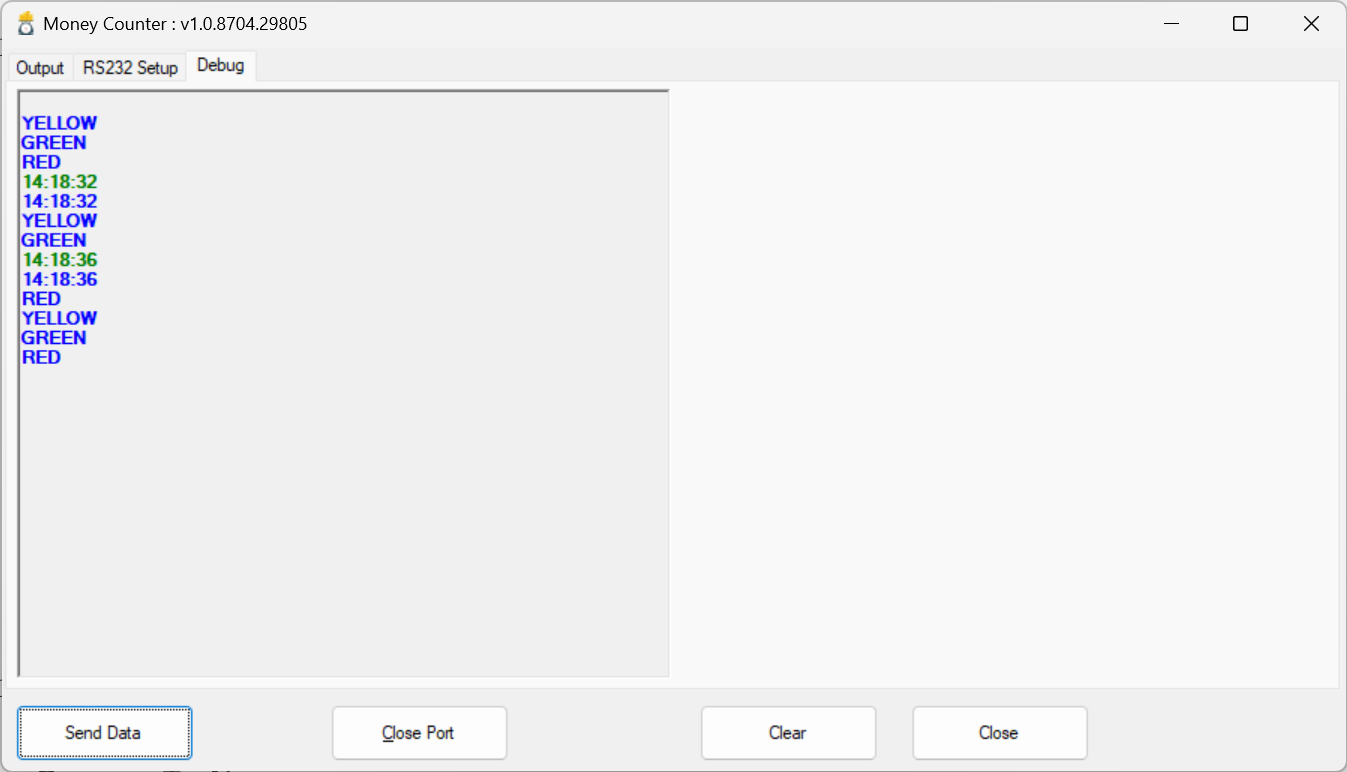 Money Counter : v1.0.8704.29805
Output RS232 Setup Debug
YELLOW
GREEN
RED
14:18:32
14:18:32
YELLOW
GREEN
14:18:36
14:18:36
RED
YELLOW
GREEN
RED
Send Data Close Port Clear Close